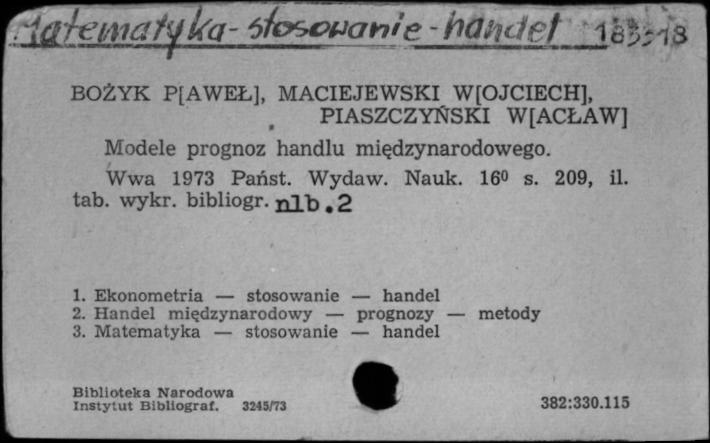 Matematyka - stosowanie - handel
BOŻYK P[AWEŁ], MACIEJEWSKI W[OJCIECH],
PIASZCZYŃSKI W[ACŁAW]
Modele prognoz handlu międzynarodowego.
Wwa 1973 Państ. Wydaw. Nauk. 16⁰ s. 209, il.
tab. wykr. bibliogr. nlb.2
1. Ekonometria — stosowanie — handel
2. Handel międzynarodowy — prognozy — metody
3. Matematyka — stosowanie — handel
Biblioteka Narodowa
Instytut Bibliograf. 3245/73 382:330.115